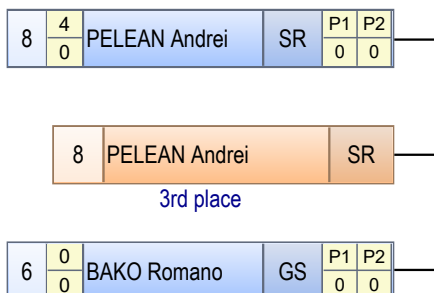 8 4 0 PELEAN Andrei SR P1 P2 0 0
8 PELEAN Andrei SR
3rd place
6 0 0 BAKO Romano GS P1 P2 0 0